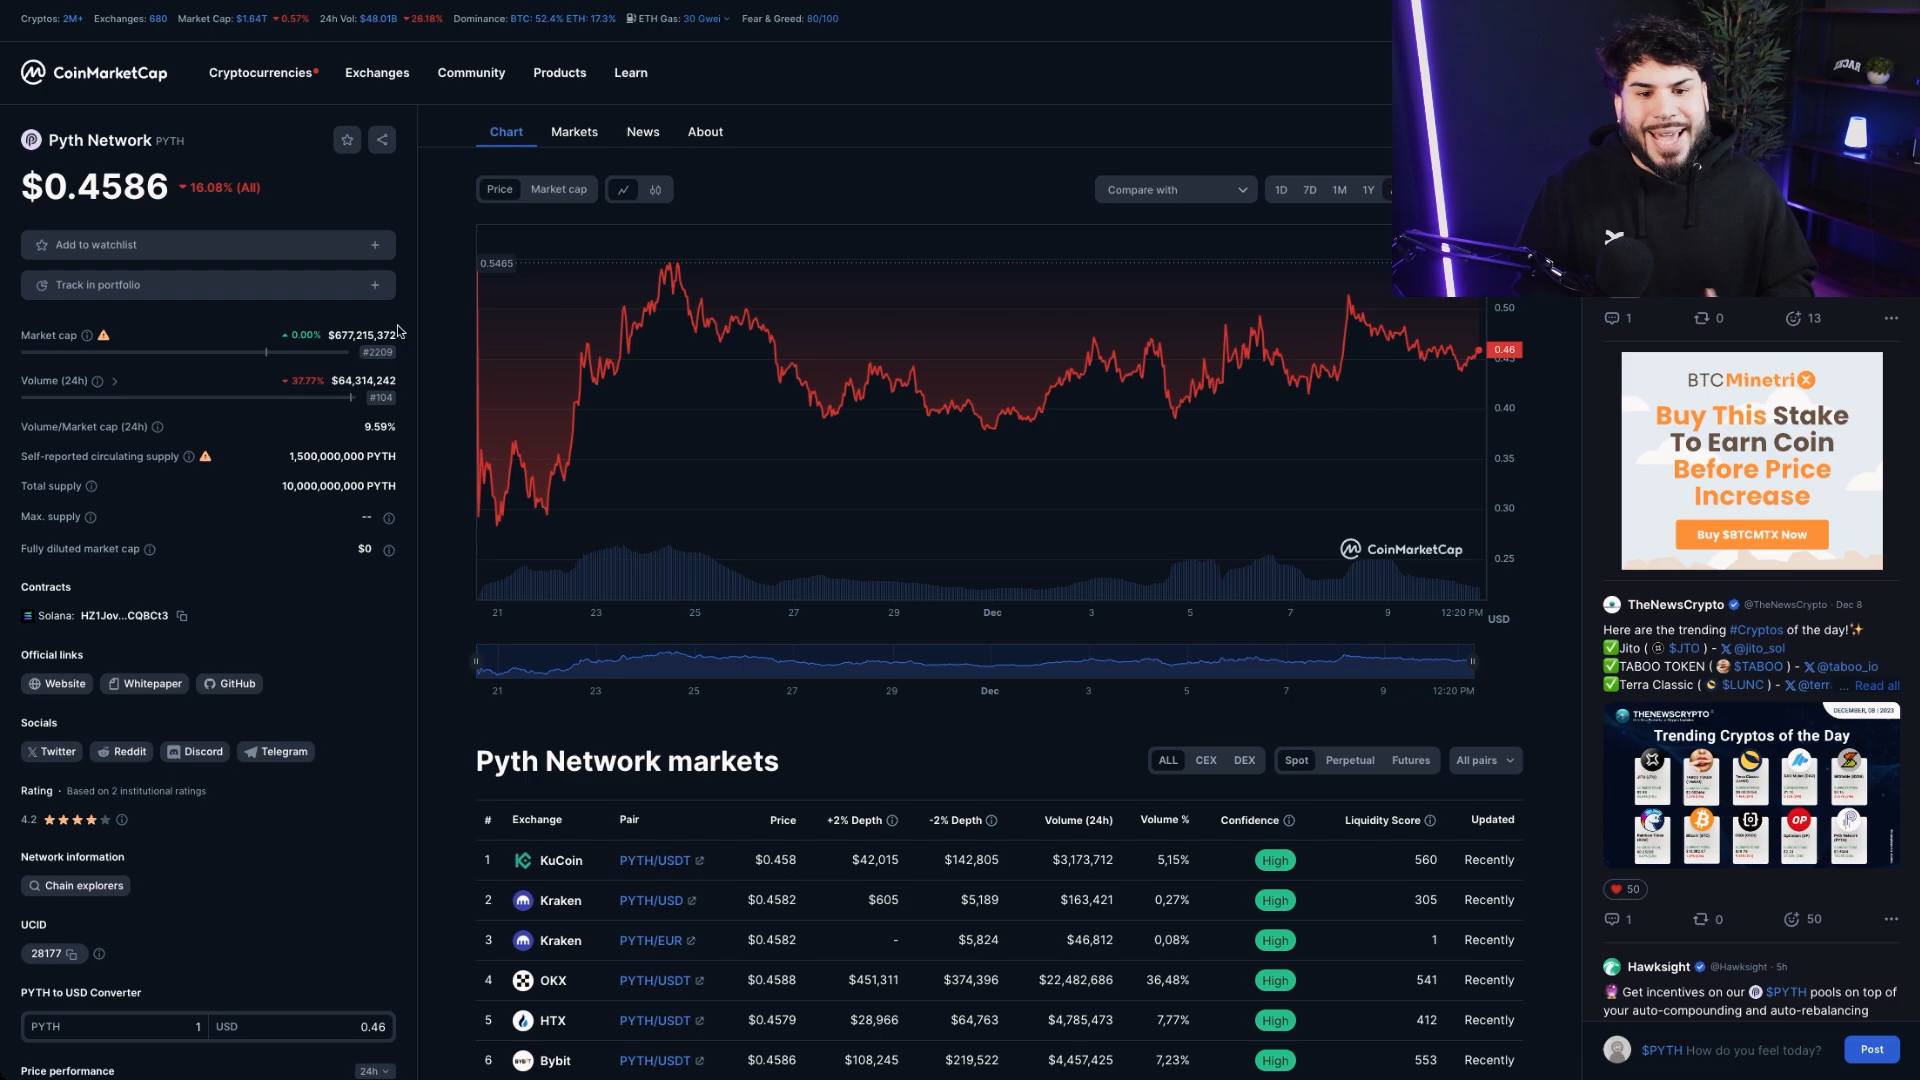 Cryptos: 2M+ Exchanges: 680 Market Cap: $1.64T 0.57% 24h Vol: $48.01B 26.18% Dominance: BTC: 52.4% ETH: 17.3% ETH Gas: 30 Gwei Fear & Greed: 80/100
CoinMarketCap Cryptocurrencies Exchanges Community Products Learn
Pyth Network PYTH
$0.4586 16.08% (All)
Add to watchlist +
Track in portfolio +
Market cap 0.00% $677,215,372
#2209
Volume (24h) 37.77% $64,314,242
#104
Volume/Market cap (24h) 9.59%
Self-reported circulating supply 1,500,000,000 PYTH
Total supply 10,000,000,000 PYTH
Max. supply --
Fully diluted market cap $0
Contracts
Solana: HZ1Jov...CQBCt3
Official links
Website Whitepaper GitHub
Socials
Twitter Reddit Discord Telegram
Rating · Based on 2 institutional ratings
4.2
Network information
Chain explorers
UCID
28177
PYTH to USD Converter
PYTH 1 USD 0.46
Price performance 24h
Chart Markets News About
Price Market cap
Compare with 1D 7D 1M 1Y
0.5465
0.50
0.46
0.45
0.40
0.35
0.30
0.25
CoinMarketCap
21 23 25 27 29 Dec 3 5 7 9 12:20 PM
USD
21 23 25 27 29 Dec 3 5 7 9 12:20 PM
Pyth Network markets
ALL CEX DEX Spot Perpetual Futures All pairs
# Exchange Pair Price +2% Depth -2% Depth Volume (24h) Volume % Confidence Liquidity Score Updated
1 KuCoin PYTH/USDT $0.458 $42,015 $142,805 $3,173,712 5,15% High 560 Recently
2 Kraken PYTH/USD $0.4582 $605 $5,189 $163,421 0,27% High 305 Recently
3 Kraken PYTH/EUR $0.4582 - $5,824 $46,812 0,08% High 1 Recently
4 OKX PYTH/USDT $0.4588 $451,311 $374,396 $22,482,686 36,48% High 541 Recently
5 HTX PYTH/USDT $0.4579 $28,966 $64,763 $4,785,473 7,77% High 412 Recently
6 Bybit PYTH/USDT $0.4586 $108,245 $219,522 $4,457,425 7,23% High 553 Recently
1 0 13
BTCMinetrix
Buy This Stake
To Earn Coin
Before Price
Increase
Buy $BTCMTX Now
TheNewsCrypto @TheNewsCrypto · Dec 8
Here are the trending #Cryptos of the day!✨
✅Jito ( $JTO ) - @jito_sol
✅TABOO TOKEN ( $TABOO ) - @taboo_io
✅Terra Classic ( $LUNC ) - @terr ... Read all
THENEWSCRYPTO
DECEMBER, 08 | 2023
Trending Cryptos of the Day
50
1 0 50
Hawksight @Hawksight · 5h
🔮 Get incentives on our $PYTH pools on top of
your auto-compounding and auto-rebalancing
$PYTH How do you feel today? Post